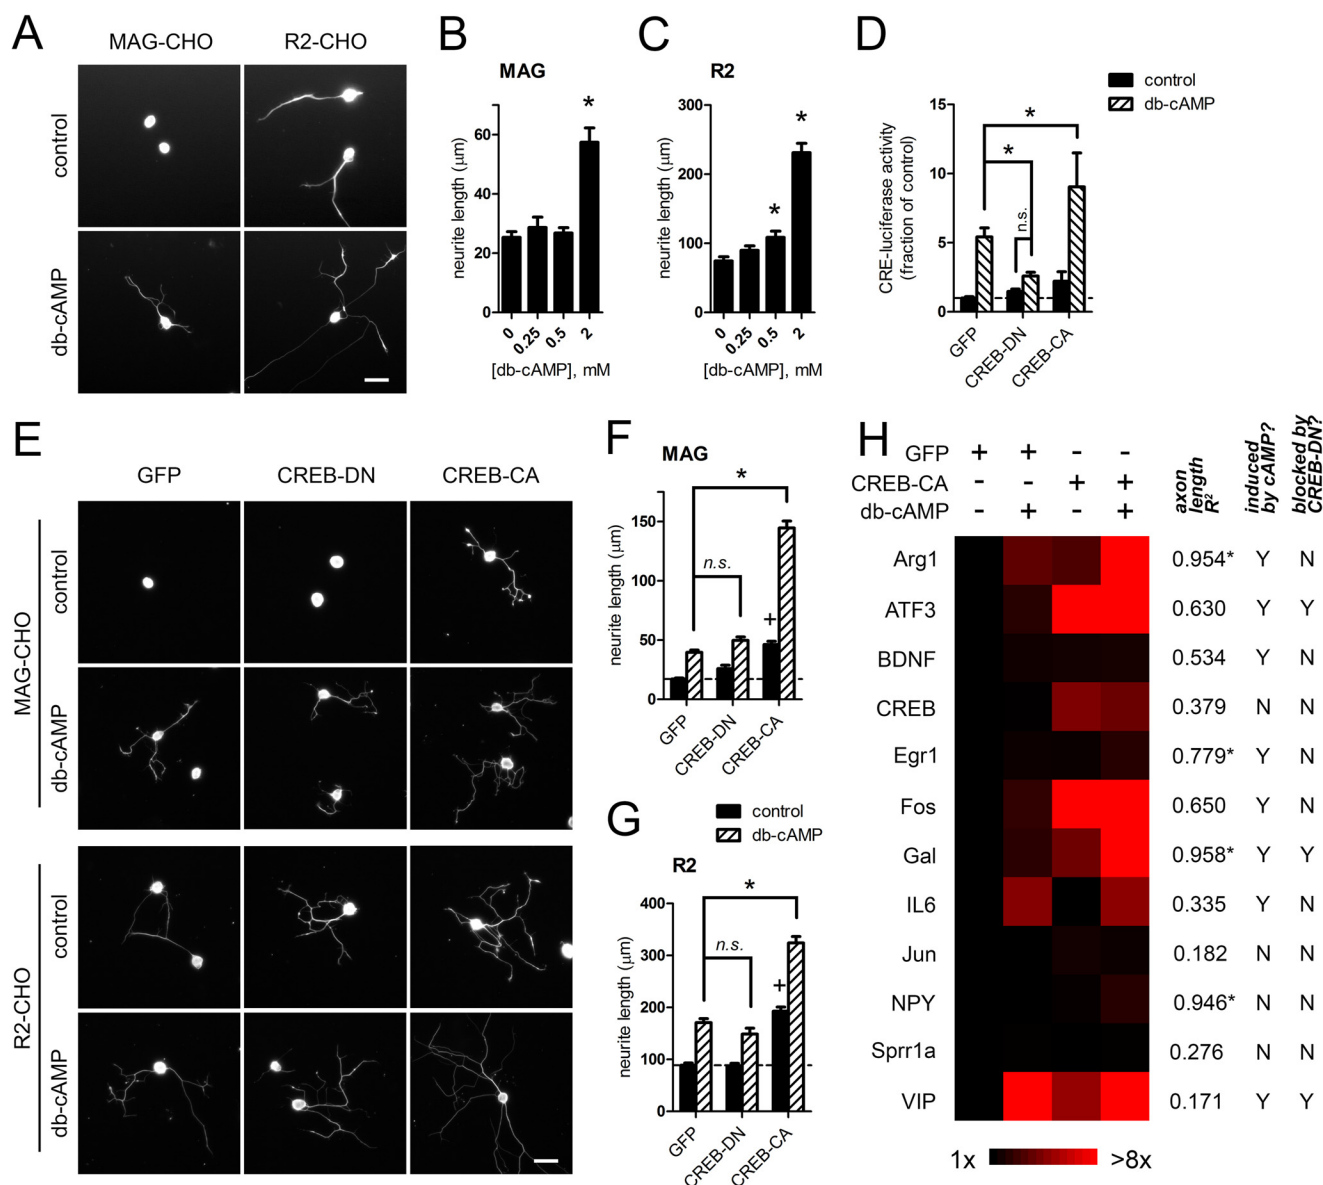 A
MAG-CHO
R2-CHO
control
db-cAMP
B
MAG
*
60
40
20
0
neurite length (µm)
0
0.25
0.5
2
[db-cAMP], mM
C
R2
*
*
300
200
100
0
neurite length (µm)
0
0.25
0.5
2
[db-cAMP], mM
D
control
db-cAMP
15
10
5
0
CRE-luciferase activity
(fraction of control)
*
*
n.s.
GFP
CREB-DN
CREB-CA
E
GFP
CREB-DN
CREB-CA
MAG-CHO
control
db-cAMP
R2-CHO
control
db-cAMP
F
MAG
*
n.s.
+
150
100
50
0
neurite length (µm)
GFP
CREB-DN
CREB-CA
G
control
db-cAMP
R2
*
n.s.
+
400
300
200
100
0
neurite length (µm)
GFP
CREB-DN
CREB-CA
H
GFP + + - -
CREB-CA - - + +
db-cAMP - + - +
axon
length
R²
induced
by cAMP?
blocked by
CREB-DN?
Arg1 0.954* Y N
ATF3 0.630 Y Y
BDNF 0.534 Y N
CREB 0.379 N N
Egr1 0.779* Y N
Fos 0.650 Y N
Gal 0.958* Y Y
IL6 0.335 Y N
Jun 0.182 N N
NPY 0.946* N N
Sprr1a 0.276 N N
VIP 0.171 Y Y
1x >8x